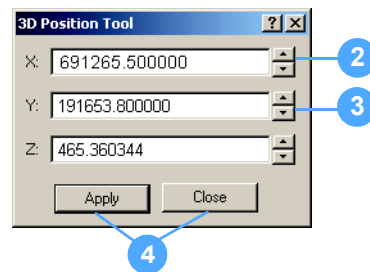 3D Position Tool ? ×
X: 691265.500000 2
Y: 191653.800000 3
Z: 465.360344
Apply Close
4